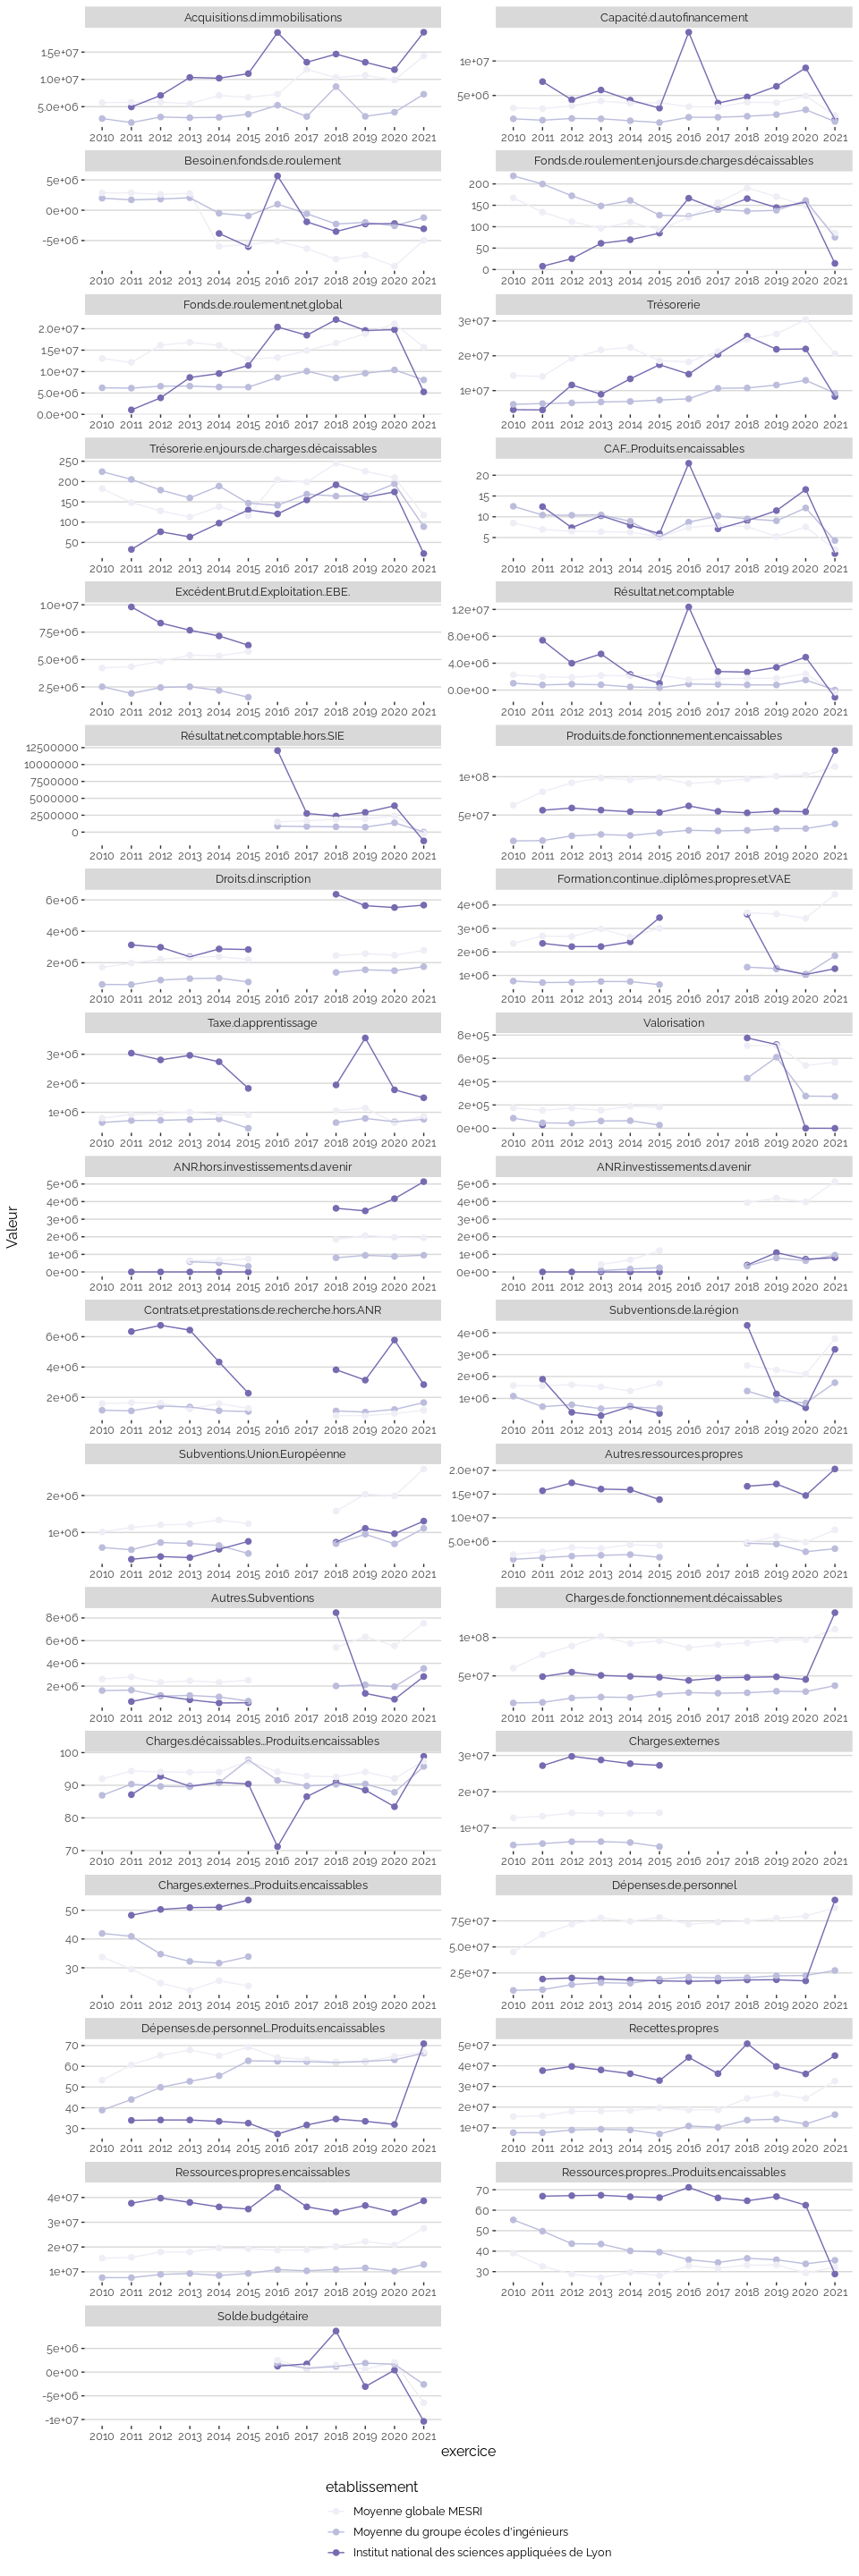 Acquisitions.d.immobilisations
1.5e+07
1.0e+07
5.0e+06
2010 2011 2012 2013 2014 2015 2016 2017 2018 2019 2020 2021
Capacité.d.autofinancement
1e+07
5e+06
2010 2011 2012 2013 2014 2015 2016 2017 2018 2019 2020 2021
Besoin.en.fonds.de.roulement
5e+06
0e+00
-5e+06
2010 2011 2012 2013 2014 2015 2016 2017 2018 2019 2020 2021
Fonds.de.roulement.en.jours.de.charges.décaissables
200
150
100
50
0
2010 2011 2012 2013 2014 2015 2016 2017 2018 2019 2020 2021
Fonds.de.roulement.net.global
2.0e+07
1.5e+07
1.0e+07
5.0e+06
0.0e+00
2010 2011 2012 2013 2014 2015 2016 2017 2018 2019 2020 2021
Trésorerie
3e+07
2e+07
1e+07
2010 2011 2012 2013 2014 2015 2016 2017 2018 2019 2020 2021
Trésorerie.en.jours.de.charges.décaissables
250
200
150
100
50
2010 2011 2012 2013 2014 2015 2016 2017 2018 2019 2020 2021
CAF...Produits.encaissables
20
15
10
5
2010 2011 2012 2013 2014 2015 2016 2017 2018 2019 2020 2021
Excédent.Brut.d.Exploitation..EBE.
1.0e+07
7.5e+06
5.0e+06
2.5e+06
2010 2011 2012 2013 2014 2015 2016 2017 2018 2019 2020 2021
Résultat.net.comptable
1.2e+07
8.0e+06
4.0e+06
0.0e+00
2010 2011 2012 2013 2014 2015 2016 2017 2018 2019 2020 2021
Résultat.net.comptable.hors.SIE
12500000
10000000
7500000
5000000
2500000
0
2010 2011 2012 2013 2014 2015 2016 2017 2018 2019 2020 2021
Produits.de.fonctionnement.encaissables
1e+08
5e+07
2010 2011 2012 2013 2014 2015 2016 2017 2018 2019 2020 2021
Droits.d.inscription
6e+06
4e+06
2e+06
2010 2011 2012 2013 2014 2015 2016 2017 2018 2019 2020 2021
Formation.continue..diplômes.propres.et.VAE
4e+06
3e+06
2e+06
1e+06
2010 2011 2012 2013 2014 2015 2016 2017 2018 2019 2020 2021
Taxe.d.apprentissage
3e+06
2e+06
1e+06
2010 2011 2012 2013 2014 2015 2016 2017 2018 2019 2020 2021
Valorisation
8e+05
6e+05
4e+05
2e+05
0e+00
2010 2011 2012 2013 2014 2015 2016 2017 2018 2019 2020 2021
ANR.hors.investissements.d.avenir
5e+06
4e+06
3e+06
2e+06
1e+06
0e+00
2010 2011 2012 2013 2014 2015 2016 2017 2018 2019 2020 2021
ANR.investissements.d.avenir
5e+06
4e+06
3e+06
2e+06
1e+06
0e+00
2010 2011 2012 2013 2014 2015 2016 2017 2018 2019 2020 2021
Contrats.et.prestations.de.recherche.hors.ANR
6e+06
4e+06
2e+06
2010 2011 2012 2013 2014 2015 2016 2017 2018 2019 2020 2021
Subventions.de.la.région
4e+06
3e+06
2e+06
1e+06
2010 2011 2012 2013 2014 2015 2016 2017 2018 2019 2020 2021
Subventions.Union.Européenne
2e+06
1e+06
2010 2011 2012 2013 2014 2015 2016 2017 2018 2019 2020 2021
Autres.ressources.propres
2.0e+07
1.5e+07
1.0e+07
5.0e+06
2010 2011 2012 2013 2014 2015 2016 2017 2018 2019 2020 2021
Autres.Subventions
8e+06
6e+06
4e+06
2e+06
2010 2011 2012 2013 2014 2015 2016 2017 2018 2019 2020 2021
Charges.de.fonctionnement.décaissables
1e+08
5e+07
2010 2011 2012 2013 2014 2015 2016 2017 2018 2019 2020 2021
Charges.décaissables...Produits.encaissables
100
90
80
70
2010 2011 2012 2013 2014 2015 2016 2017 2018 2019 2020 2021
Charges.externes
3e+07
2e+07
1e+07
2010 2011 2012 2013 2014 2015 2016 2017 2018 2019 2020 2021
Charges.externes...Produits.encaissables
50
40
30
2010 2011 2012 2013 2014 2015 2016 2017 2018 2019 2020 2021
Dépenses.de.personnel
7.5e+07
5.0e+07
2.5e+07
2010 2011 2012 2013 2014 2015 2016 2017 2018 2019 2020 2021
Dépenses.de.personnel...Produits.encaissables
70
60
50
40
30
2010 2011 2012 2013 2014 2015 2016 2017 2018 2019 2020 2021
Recettes.propres
5e+07
4e+07
3e+07
2e+07
1e+07
2010 2011 2012 2013 2014 2015 2016 2017 2018 2019 2020 2021
Ressources.propres.encaissables
4e+07
3e+07
2e+07
1e+07
2010 2011 2012 2013 2014 2015 2016 2017 2018 2019 2020 2021
Ressources.propres...Produits.encaissables
70
60
50
40
30
2010 2011 2012 2013 2014 2015 2016 2017 2018 2019 2020 2021
Solde.budgétaire
5e+06
0e+00
-5e+06
-1e+07
2010 2011 2012 2013 2014 2015 2016 2017 2018 2019 2020 2021
Valeur
exercice
etablissement
Moyenne globale MESRI
Moyenne du groupe écoles d'ingénieurs
Institut national des sciences appliquées de Lyon